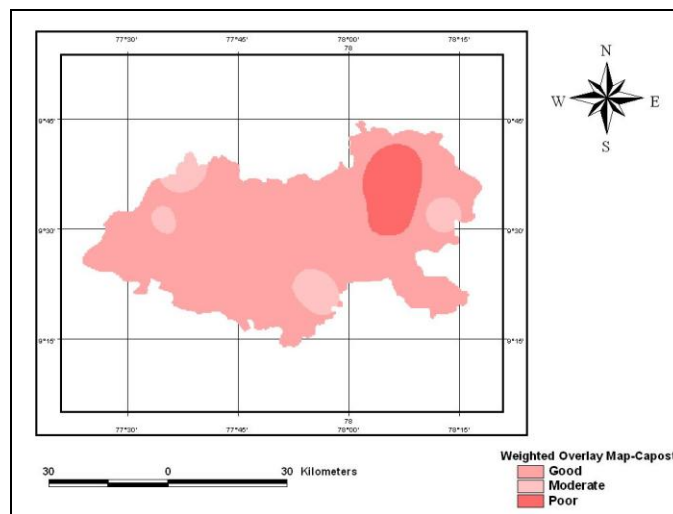 77°30'
77°45'
78°00'
78
78°15'
N
W
E
S
9°45'
9°45'
9°30'
9°30'
9°15'
9°15'
77°30'
77°45'
78
78°00'
78°15'
30
0
30 Kilometers
Weighted Overlay Map-Capost
Good
Moderate
Poor